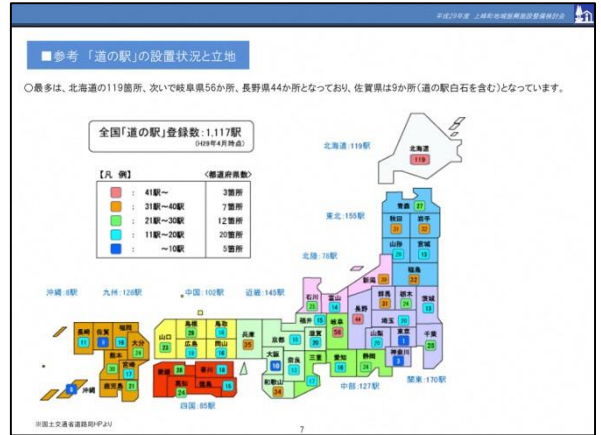 平成29年度 上峰町地域振興施設整備検討会
■参考 「道の駅」の設置状況と立地
○最多は、北海道の119箇所、次いで岐阜県56か所、長野県44か所となっており、佐賀県は9か所(道の駅白石を含む)となっています。
全国「道の駅」登録数:1,117駅
(H29年4月時点)
【凡 例】 〈都道府県数〉
: 41駅~ 3箇所
: 31駅~40駅 7箇所
: 21駅~30駅 12箇所
: 11駅~20駅 20箇所
: ~10駅 5箇所
北海道:119駅
北海道
119
東北:155駅
青森 27
秋田 岩手
山形 宮城
13
福島
32
北陸:78駅
新潟
石川 富山
福井 岐阜
56
長野
44
群馬 栃木 茨城
埼玉
山梨 東京 千葉
神奈川
3
関東:170駅
静岡
24
愛知
三重
中部:127駅
沖縄:8駅 九州:128駅 中国:102駅 近畿:145駅
京都 滋賀
兵庫
35
大阪 奈良
10
和歌山
鳥取
島根
岡山
広島
山口
香川
愛媛
徳島
高知
四国:85駅
福岡
佐賀
長崎
大分
熊本
宮崎
鹿児島
沖縄
※国土交通省道路局HPより
7